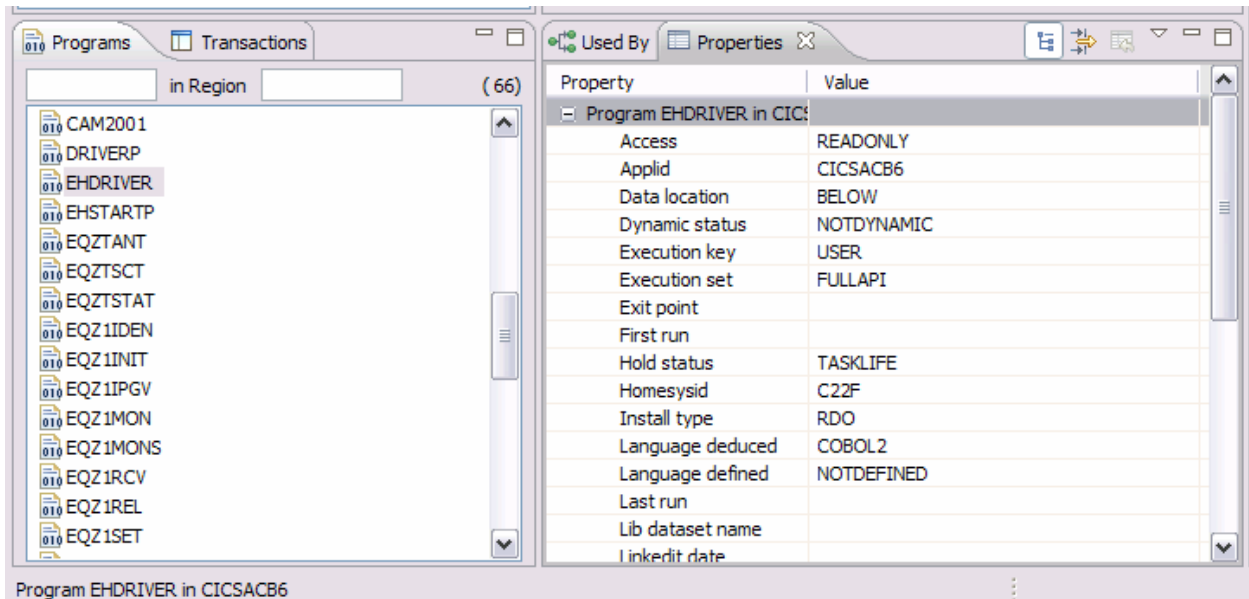 Programs Transactions
in Region ( 66)
CAM2001
DRIVERP
EHDRIVER
EHSTARTP
EQZTANT
EQZTSCT
EQZTSTAT
EQZ1IDEN
EQZ1INIT
EQZ1IPGV
EQZ1MON
EQZ1MONS
EQZ1RCV
EQZ1REL
EQZ1SET
Used By Properties
Property Value
Program EHDRIVER in CICS
Access READONLY
Applid CICSACB6
Data location BELOW
Dynamic status NOTDYNAMIC
Execution key USER
Execution set FULLAPI
Exit point
First run
Hold status TASKLIFE
Homesysid C22F
Install type RDO
Language deduced COBOL2
Language defined NOTDEFINED
Last run
Lib dataset name
Linkedit date
Program EHDRIVER in CICSACB6